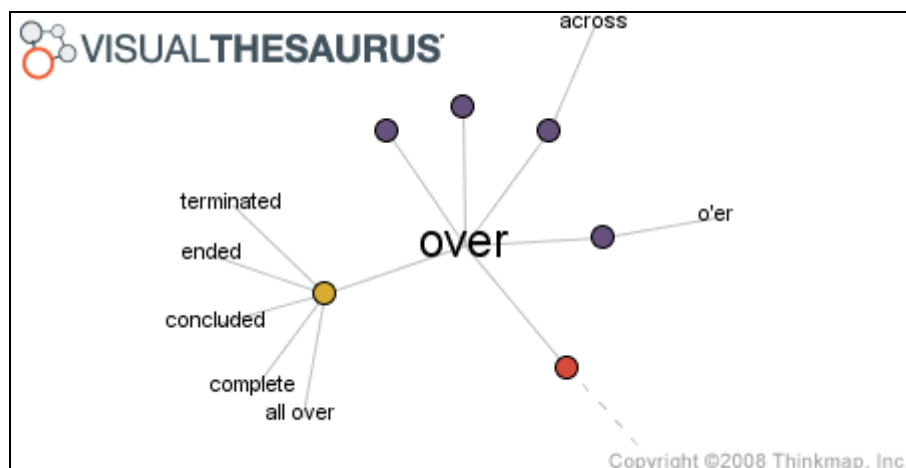 VISUALTHESAURUS
across
terminated
o'er
over
ended
concluded
complete
all over
Copyright ©2008 Thinkmap, Inc